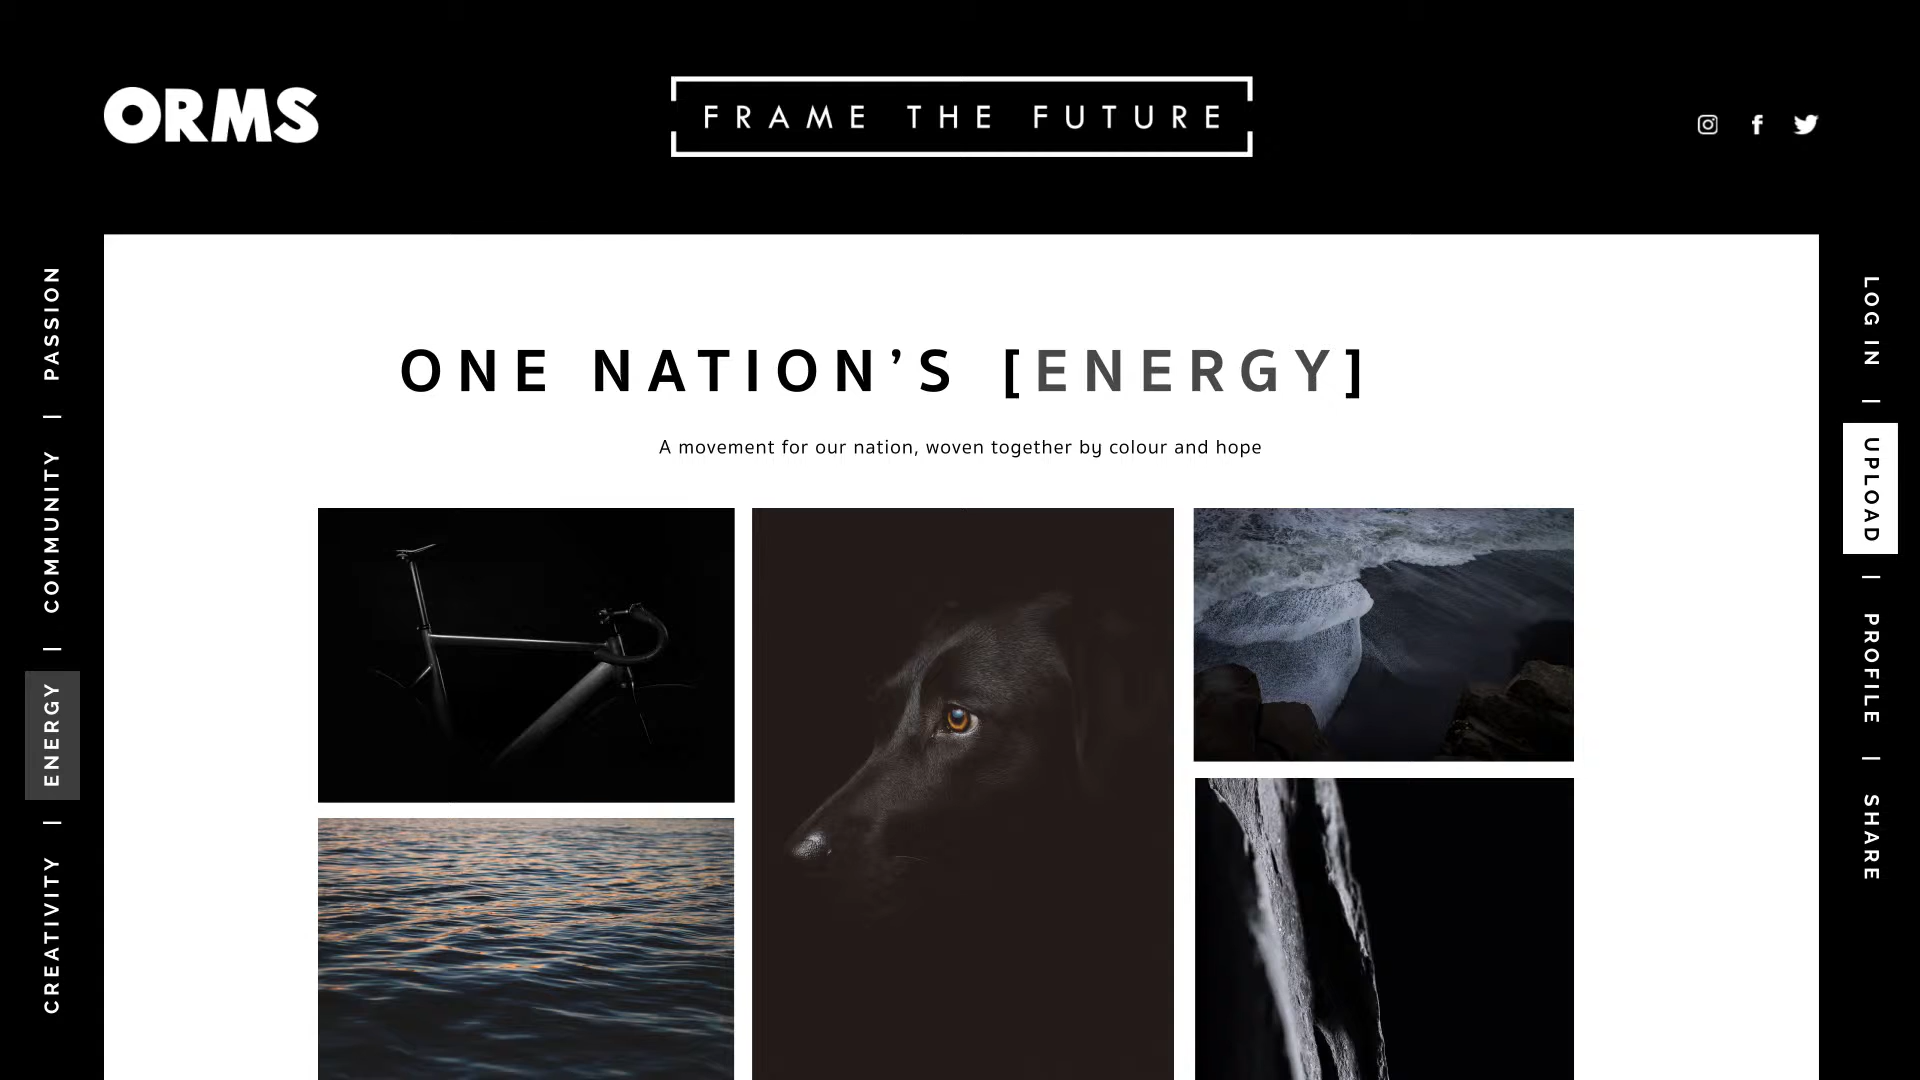 ORMS
FRAME THE FUTURE
PASSION
|
COMMUNITY
|
ENERGY
|
CREATIVITY
ONE NATION’S [ENERGY]
A movement for our nation, woven together by colour and hope
LOG IN
|
UPLOAD
|
PROFILE
|
SHARE